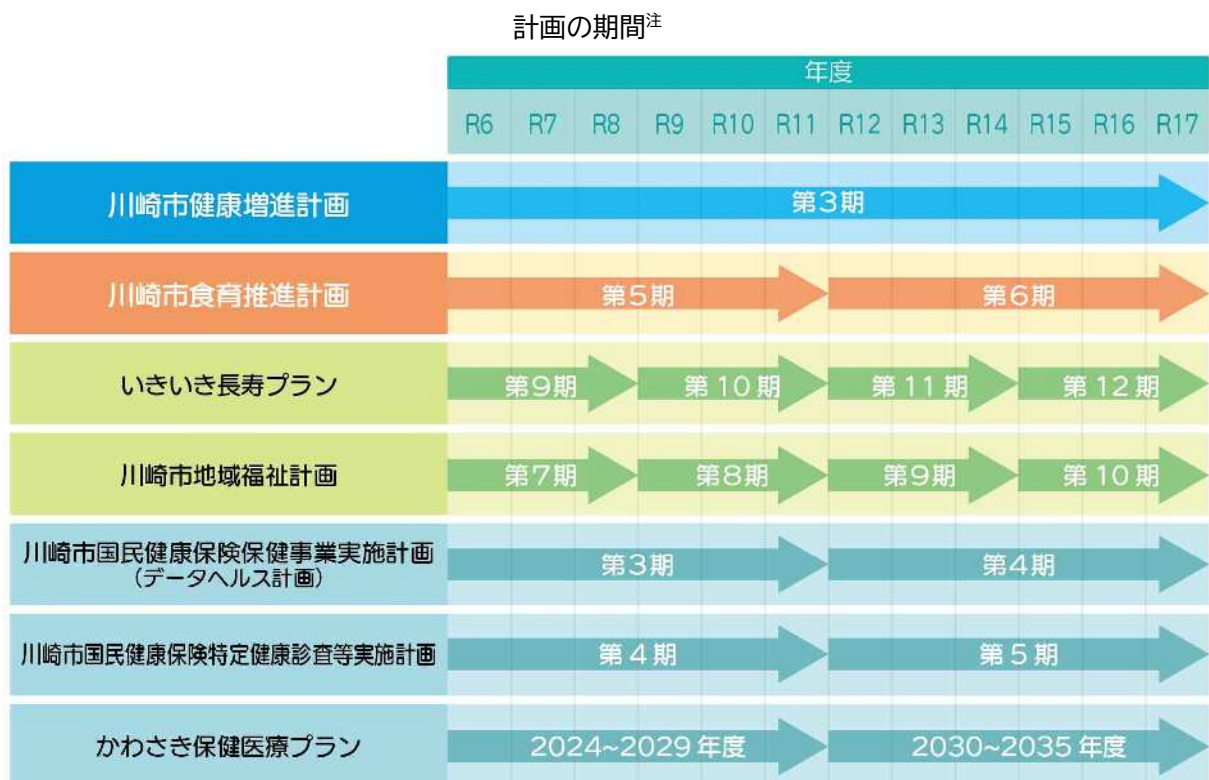 計画の期間注
年度
R6 R7 R8 R9 R10 R11 R12 R13 R14 R15 R16 R17
川崎市健康増進計画 第3期
川崎市食育推進計画 第5期 第6期
いきいき長寿プラン 第9期 第10期 第11期 第12期
川崎市地域福祉計画 第7期 第8期 第9期 第10期
川崎市国民健康保険保健事業実施計画
（データヘルス計画） 第3期 第4期
川崎市国民健康保険特定健康診査等実施計画 第4期 第5期
かわさき保健医療プラン 2024~2029年度 2030~2035年度